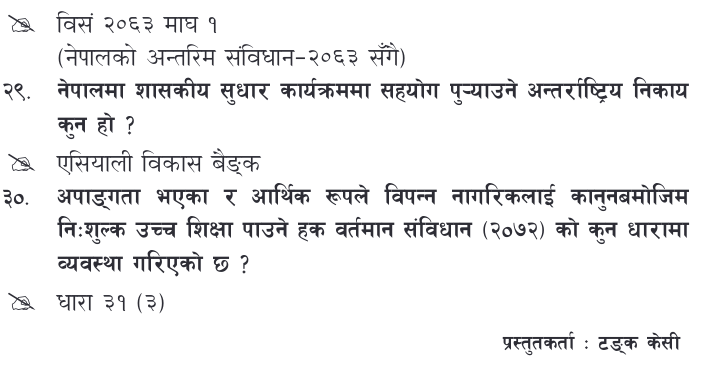 विसं २०६३ माघ १
(नेपालको अन्तरिम संविधान-२०६३ सँगै)
२९. नेपालमा शासकीय सुधार कार्यक्रममा सहयोग पुऱ्याउने अन्तर्राष्ट्रिय निकाय
कुन हो ?
एसियाली विकास बैङ्क
३०. अपाङ्गता भएका र आर्थिक रूपले विपन्न नागरिकलाई कानुनबमोजिम
निःशुल्क उच्च शिक्षा पाउने हक वर्तमान संविधान (२०७२) को कुन धारामा
व्यवस्था गरिएको छ ?
धारा ३१ (३)
प्रस्तुतकर्ता : टङ्क केसी